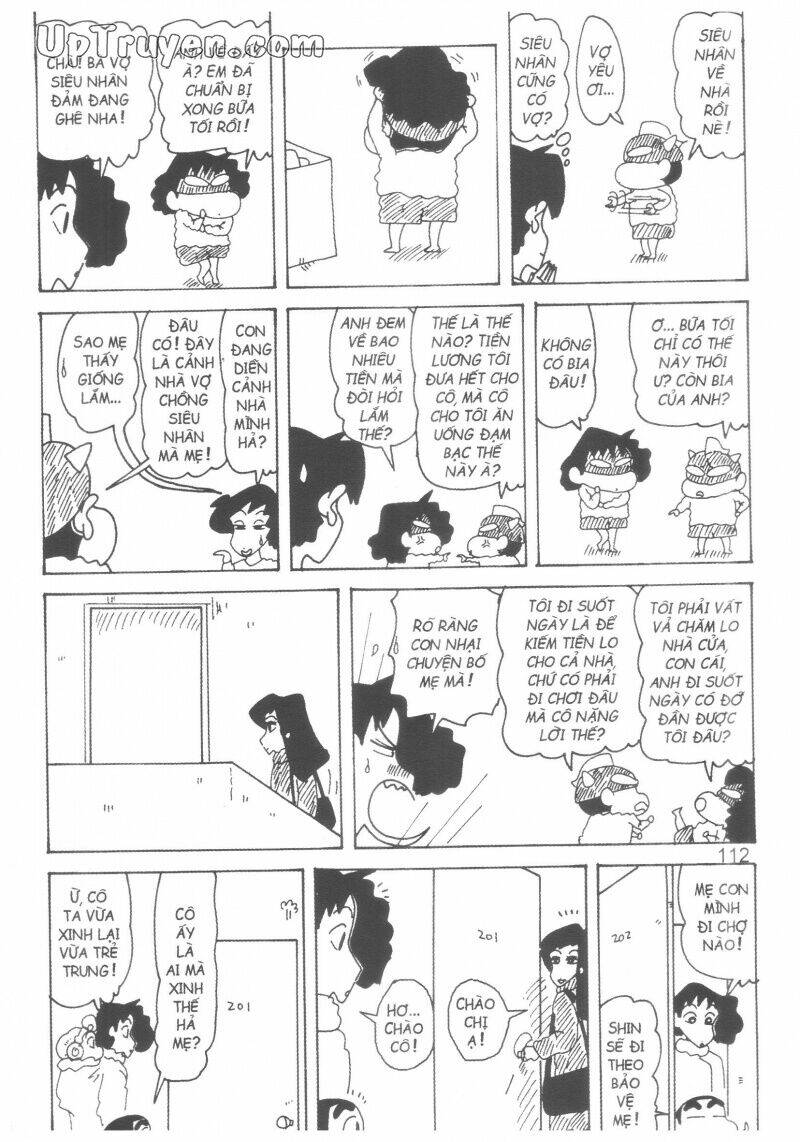 UpTruyen.com
SIÊU
NHÂN
VỀ
NHÀ
RỒI
NÈ!
VỢ
YÊU
ƠI...
SIÊU
NHÂN
CŨNG
CÓ
VỢ?
ANH VỀ ĐẤY
À? EM ĐÃ
CHUẨN BỊ
XONG BỮA
TỐI RỒI!
CHÀ! BÀ VỢ
SIÊU NHÂN
ĐẢM ĐANG
GHÊ NHA!
Ơ... BỮA TỐI
CHỈ CÓ THẾ
NÀY THÔI
Ư? CÒN BIA
CỦA ANH?
KHÔNG
CÓ BIA
ĐÂU!
THẾ LÀ THẾ
NÀO? TIỀN
LƯƠNG TÔI
ĐƯA HẾT CHO
CÔ, MÀ CÔ
CHO TÔI ĂN
UỐNG ĐẠM
BẠC THẾ
NÀY À?
ANH ĐEM
VỀ BAO
NHIÊU
TIỀN MÀ
ĐÒI HỎI
LẮM
THẾ?
CON
ĐANG
DIỄN
CẢNH
NHÀ
MÌNH
HẢ?
ĐÂU
CÓ! ĐÂY
LÀ CẢNH
NHÀ VỢ
CHỒNG
SIÊU
NHÂN
MÀ MẸ!
SAO MẸ
THẤY
GIỐNG
LẮM...
TÔI PHẢI VẤT
VẢ CHĂM LO
NHÀ CỬA,
CON CÁI,
ANH ĐI SUỐT
NGÀY CÓ ĐỠ
ĐẦN ĐƯỢC
TÔI ĐÂU?
TÔI ĐI SUỐT
NGÀY LÀ ĐỂ
KIẾM TIỀN LO
CHO CẢ NHÀ,
CHỨ CÓ PHẢI
ĐI CHƠI ĐÂU
MÀ CÔ NẶNG
LỜI THẾ?
RÕ RÀNG
CON NHẠI
CHUYỆN BỐ
MẸ MÀ!
112
MẸ CON
MÌNH
ĐI CHỢ
NÀO!
202
SHIN
SẼ ĐI
THEO
BẢO
VỆ
MẸ!
201
CHÀO
CHỊ
Ạ!
HƠ...
CHÀO
CÔ!
CÔ
ẤY LÀ
AI MÀ
XINH
THẾ
HẢ
MẸ?
201
Ừ, CÔ
TA VỪA
XINH LẠI
VỪA TRẺ
TRUNG!